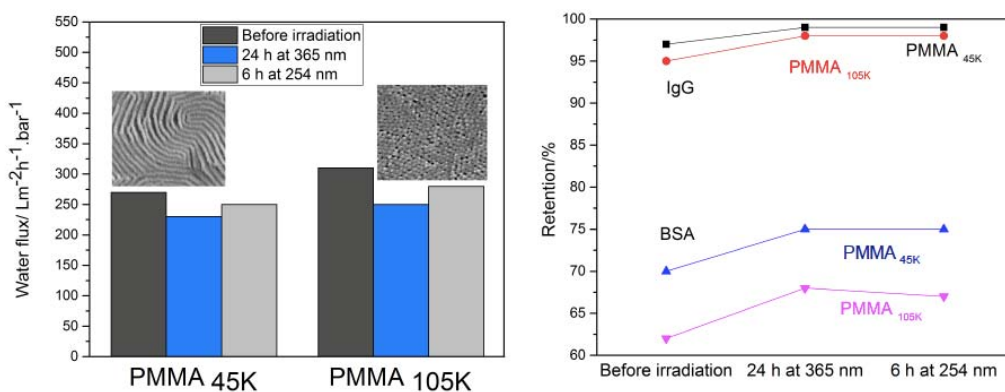 Water flux/ Lm-2h-1.bar-1
550
500
450
400
350
300
250
200
150
100
50
0
Before irradiation
24 h at 365 nm
6 h at 254 nm
PMMA 45K
PMMA 105K
Retention/%
100
95
90
85
80
75
70
65
60
IgG
PMMA 105K
PMMA 45K
BSA
PMMA 45K
PMMA 105K
Before irradiation
24 h at 365 nm
6 h at 254 nm